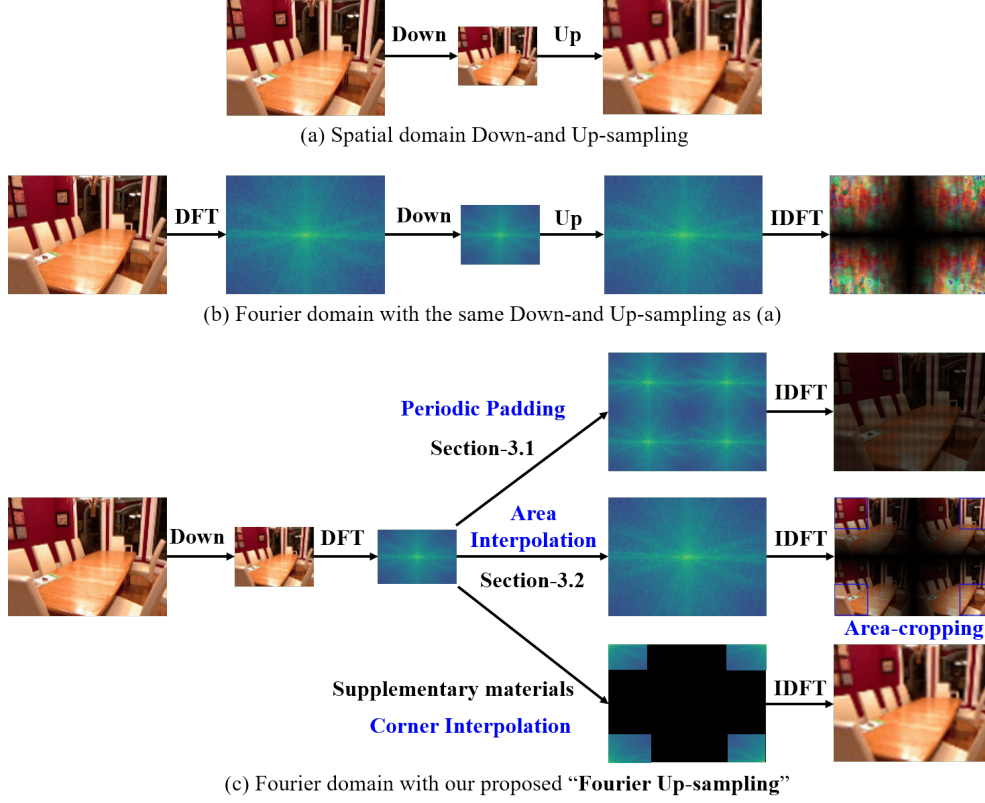 Down
Up
(a) Spatial domain Down-and Up-sampling
DFT
Down
Up
IDFT
(b) Fourier domain with the same Down-and Up-sampling as (a)
Periodic Padding
Section-3.1
IDFT
Down
DFT
Area
Interpolation
Section-3.2
IDFT
Area-cropping
Supplementary materials
Corner Interpolation
IDFT
(c) Fourier domain with our proposed “Fourier Up-sampling”